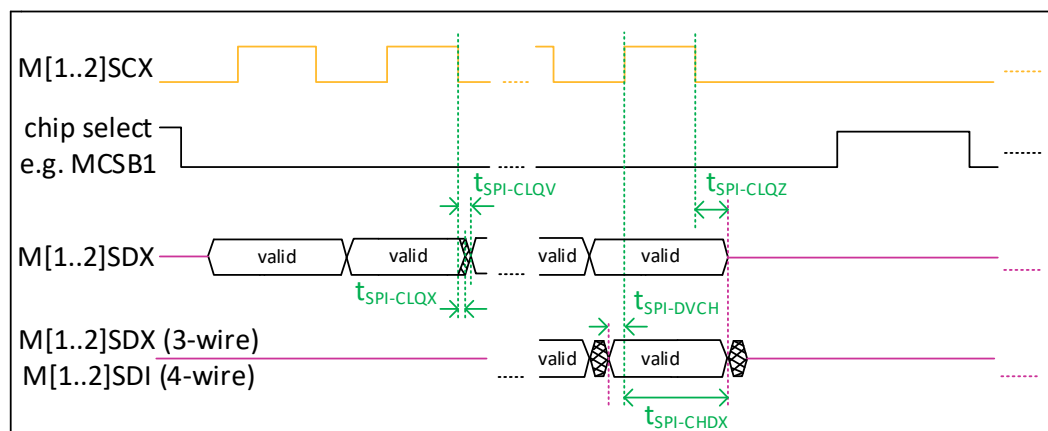 M[1..2]SCX
chip select
e.g. MCSB1
tSPI-CLQV
tSPI-CLQZ
M[1..2]SDX
valid
valid
valid
valid
tSPI-CLQX
tSPI-DVCH
M[1..2]SDX (3-wire)
M[1..2]SDI (4-wire)
valid
valid
tSPI-CHDX